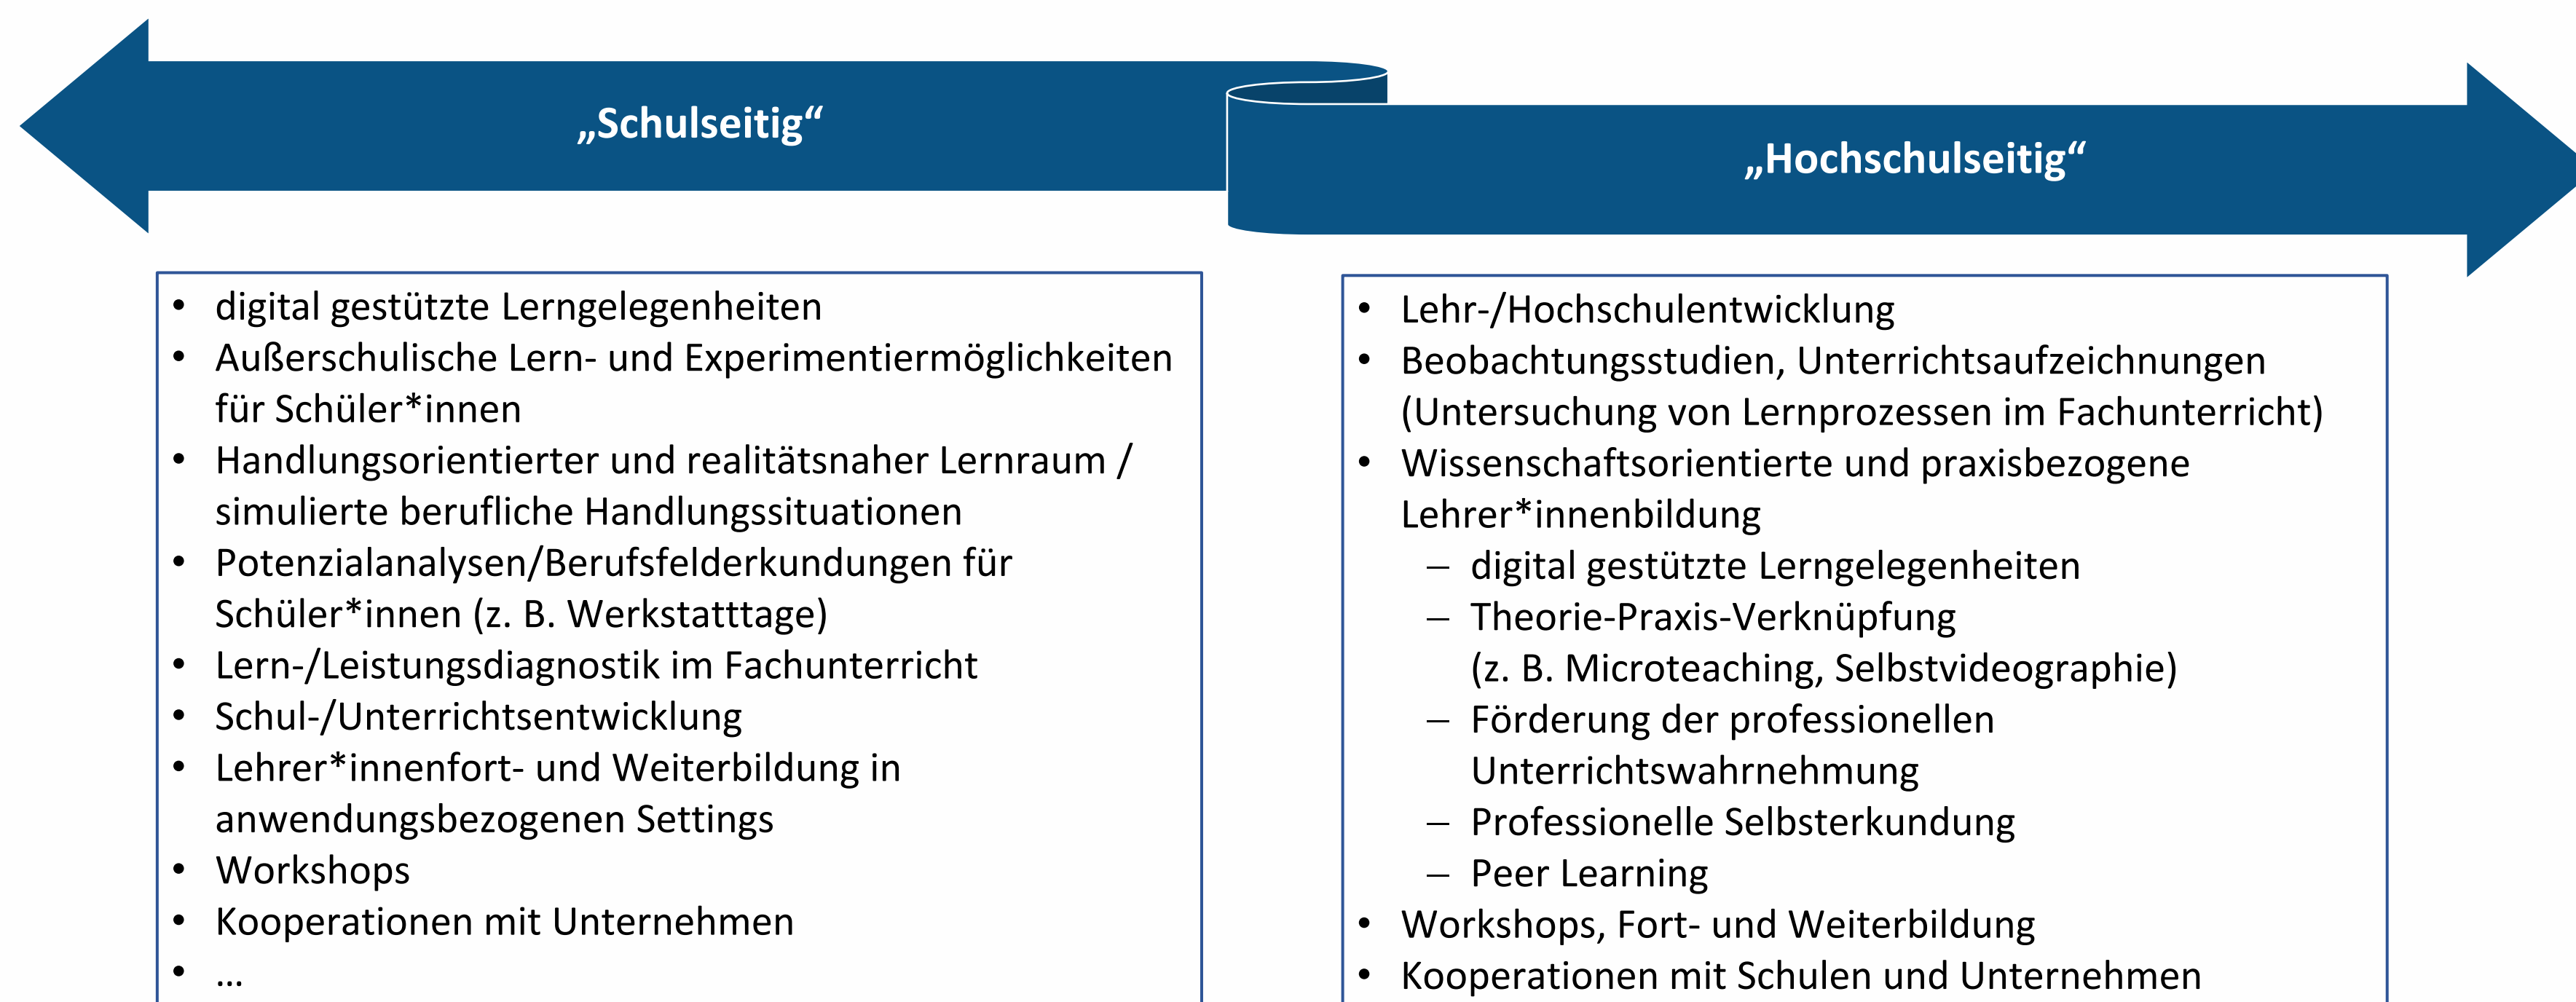 „Schulseitig“
• digital gestützte Lerngelegenheiten
• Außerschulische Lern- und Experimentiermöglichkeiten
für Schüler*innen
• Handlungsorientierter und realitätsnaher Lernraum /
simulierte berufliche Handlungssituationen
• Potenzialanalysen/Berufsfelderkundungen für
Schüler*innen (z. B. Werkstatttage)
• Lern-/Leistungsdiagnostik im Fachunterricht
• Schul-/Unterrichtsentwicklung
• Lehrer*innenfort- und Weiterbildung in
anwendungsbezogenen Settings
• Workshops
• Kooperationen mit Unternehmen
• …
„Hochschulseitig“
• Lehr-/Hochschulentwicklung
• Beobachtungsstudien, Unterrichtsaufzeichnungen
(Untersuchung von Lernprozessen im Fachunterricht)
• Wissenschaftsorientierte und praxisbezogene
Lehrer*innenbildung
– digital gestützte Lerngelegenheiten
– Theorie-Praxis-Verknüpfung
(z. B. Microteaching, Selbstvideographie)
– Förderung der professionellen
Unterrichtswahrnehmung
– Professionelle Selbsterkundung
– Peer Learning
• Workshops, Fort- und Weiterbildung
• Kooperationen mit Schulen und Unternehmen